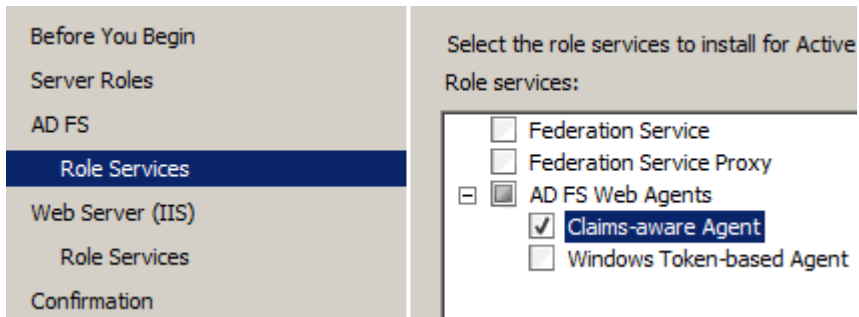 Before You Begin
Server Roles
AD FS
Role Services
Web Server (IIS)
Role Services
Confirmation
Select the role services to install for Active
Role services:
Federation Service
Federation Service Proxy
AD FS Web Agents
Claims-aware Agent
Windows Token-based Agent